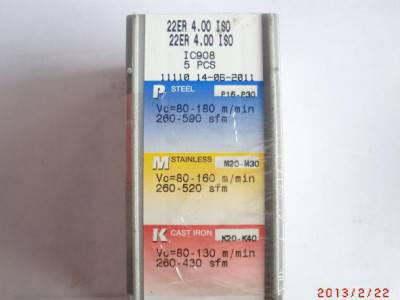 22ER 4.00 ISO
22ER 4.00 ISO
IC908
5 PCS
11110 14-06-2011
P STEEL P16-P30
Vc=80-180 m/min
260-590 sfm
M STAINLESS M20-M30
Vc=80-160 m/min
260-520 sfm
K CAST IRON K20-K40
Vc=80-130 m/min
260-430 sfm
2013/2/22